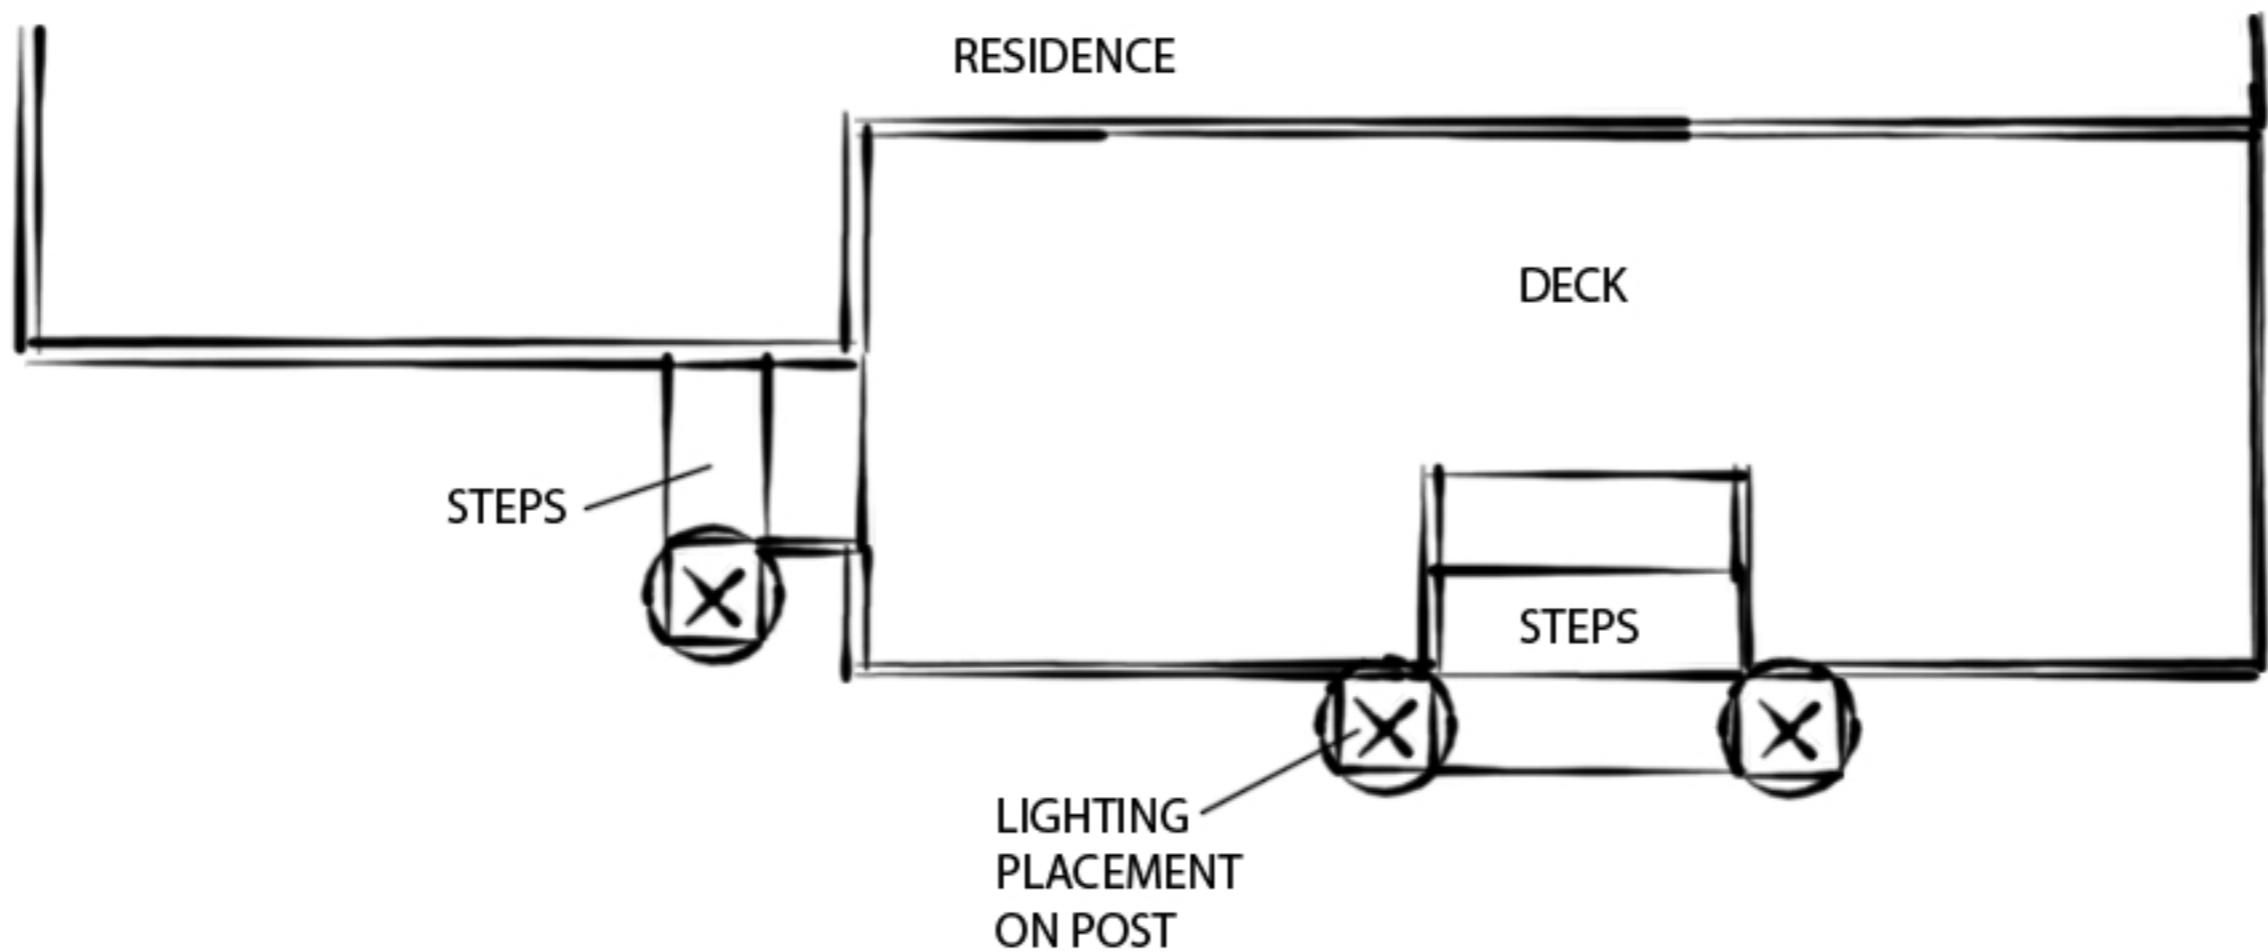 RESIDENCE
DECK
STEPS
STEPS
LIGHTING
PLACEMENT
ON POST